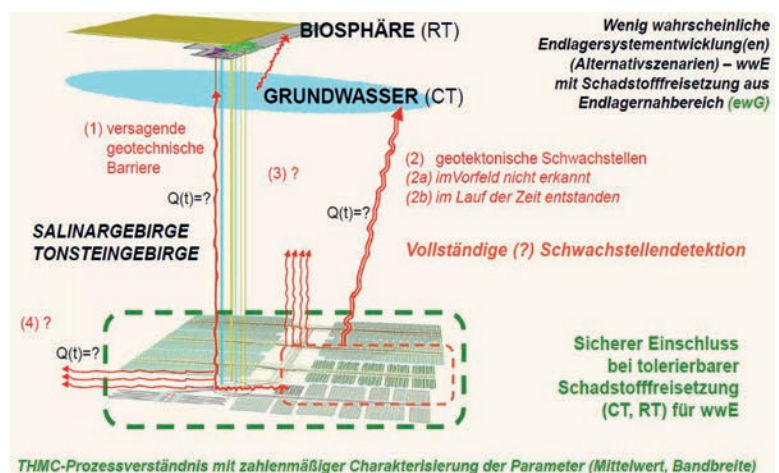 BIOSPHÄRE (RT)
Wenig wahrscheinliche
Endlagersystementwicklung(en)
(Alternativszenarien) – wwE
mit Schadstofffreisetzung aus
Endlagernahbereich (ewG)
GRUNDWASSER (CT)
(1) versagende
geotechnische
Barriere
(3) ?
(2) geotektonische Schwachstellen
(2a) imVorfeld nicht erkannt
(2b) im Lauf der Zeit entstanden
Q(t)=?
Q(t)=?
SALINARGEBIRGE
TONSTEINGEBIRGE
Vollständige (?) Schwachstellendetektion
(4) ?
Q(t)=?
Sicherer Einschluss
bei tolerierbarer
Schadstofffreisetzung
(CT, RT) für wwE
THMC-Prozessverständnis mit zahlenmäßiger Charakterisierung der Parameter (Mittelwert, Bandbreite)